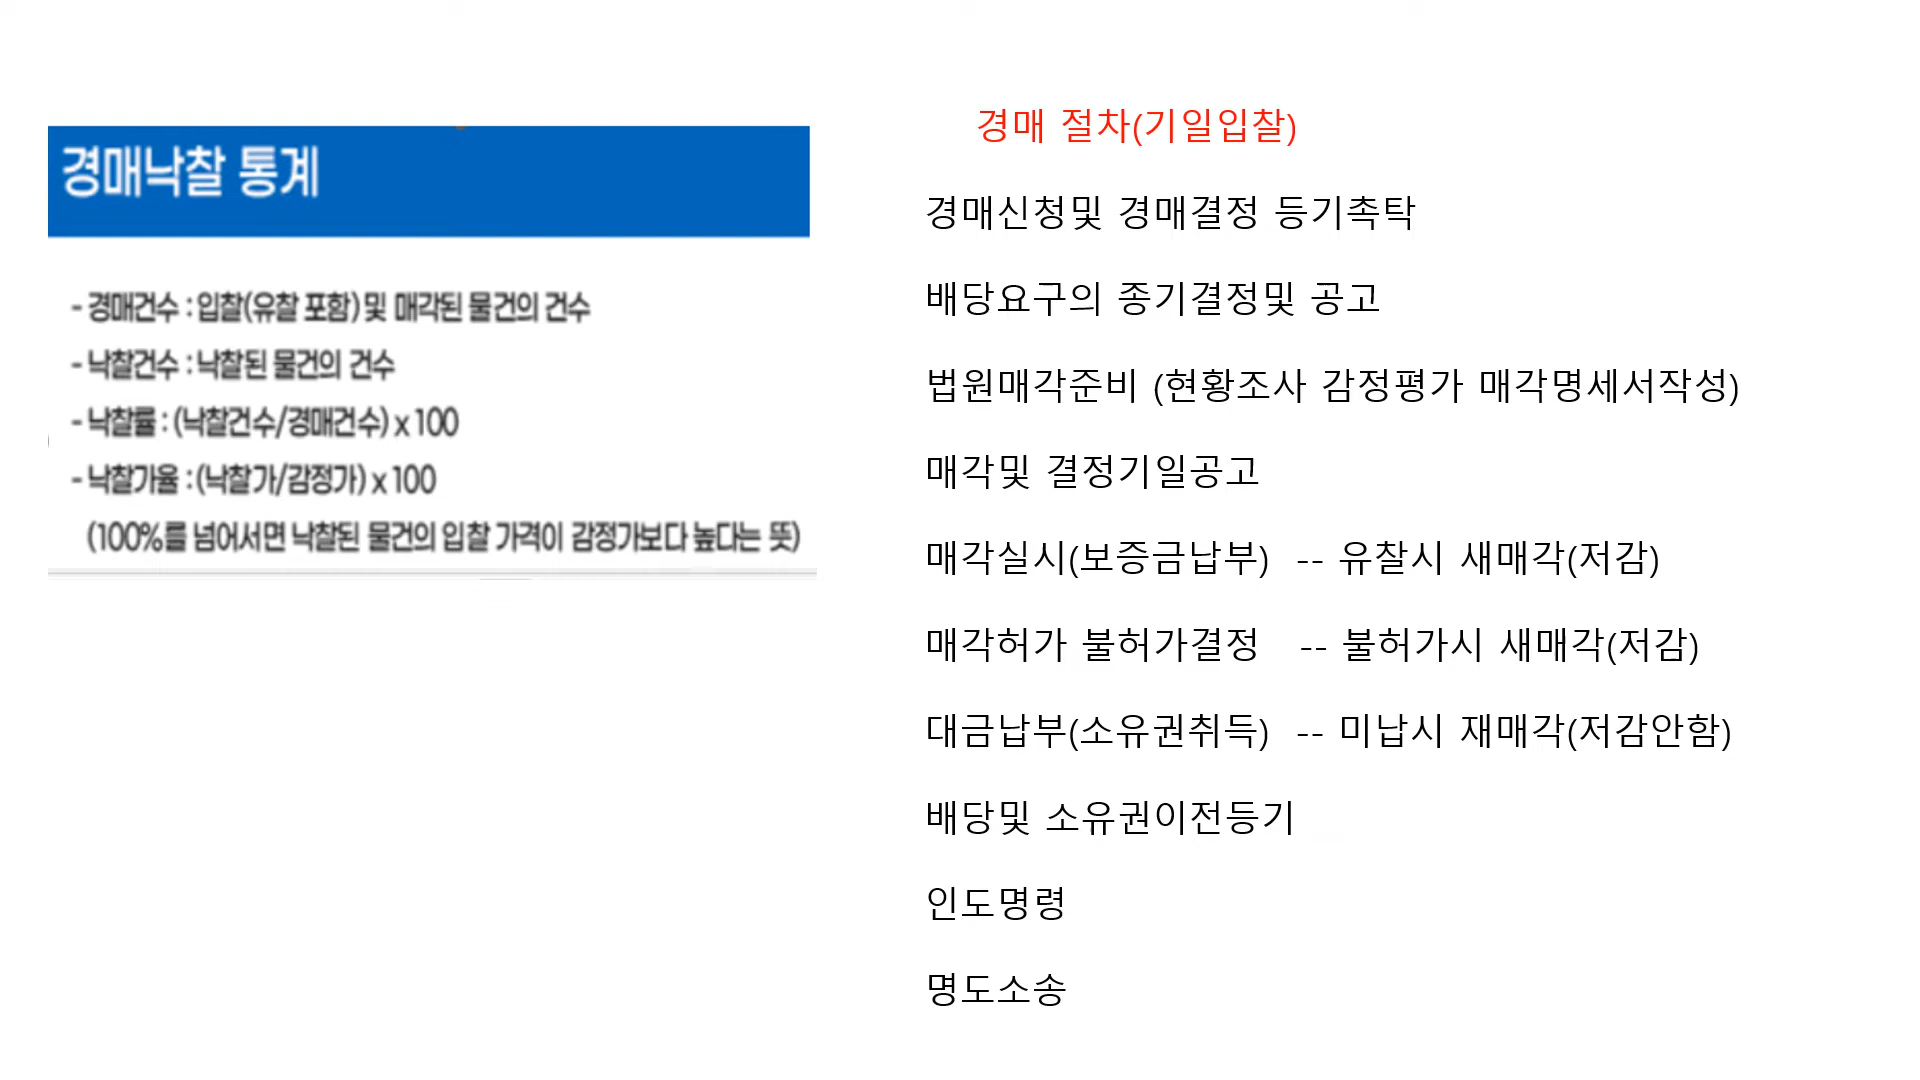 경매낙찰 통계
- 경매건수 : 입찰(유찰 포함) 및 매각된 물건의 건수
- 낙찰건수 : 낙찰된 물건의 건수
- 낙찰률 : (낙찰건수/경매건수) x 100
- 낙찰가율 : (낙찰가/감정가) x 100
(100%를 넘어서면 낙찰된 물건의 입찰 가격이 감정가보다 높다는 뜻)
경매 절차(기일입찰)
경매신청및 경매결정 등기촉탁
배당요구의 종기결정및 공고
법원매각준비 (현황조사 감정평가 매각명세서작성)
매각및 결정기일공고
매각실시(보증금납부) -- 유찰시 새매각(저감)
매각허가 불허가결정 -- 불허가시 새매각(저감)
대금납부(소유권취득) -- 미납시 재매각(저감안함)
배당및 소유권이전등기
인도명령
명도소송